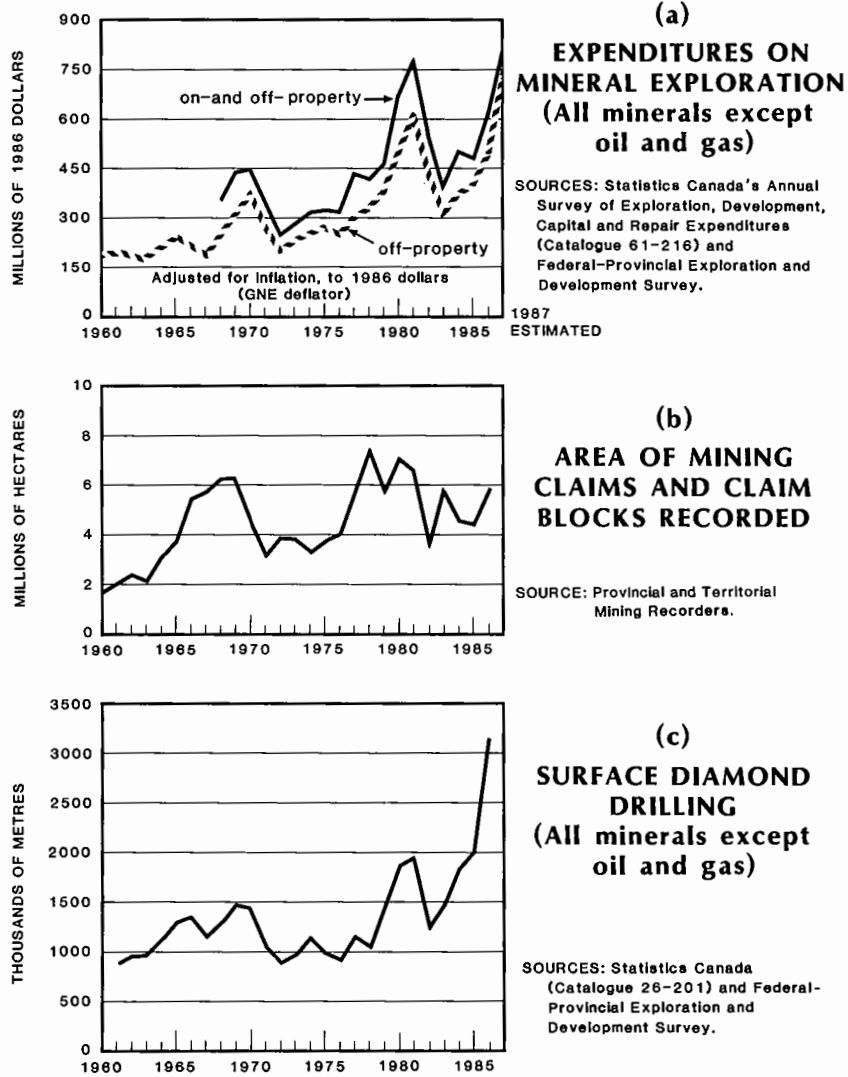 (a)
EXPENDITURES ON
MINERAL EXPLORATION
(All minerals except
oil and gas)
SOURCES: Statistics Canada's Annual
Survey of Exploration, Development,
Capital and Repair Expenditures
(Catalogue 61-216) and
Federal-Provincial Exploration and
Development Survey.
MILLIONS OF 1986 DOLLARS
900
750
600
450
300
150
0
on-and off-property
off-property
Adjusted for inflation, to 1986 dollars
(GNE deflator)
1960 1965 1970 1975 1980 1985
1987
ESTIMATED
(b)
AREA OF MINING
CLAIMS AND CLAIM
BLOCKS RECORDED
SOURCE: Provincial and Territorial
Mining Recorders.
MILLIONS OF HECTARES
10
8
6
4
2
0
1960 1965 1970 1975 1980 1985
(c)
SURFACE DIAMOND
DRILLING
(All minerals except
oil and gas)
SOURCES: Statistics Canada
(Catalogue 26-201) and Federal-
Provincial Exploration and
Development Survey.
THOUSANDS OF METRES
3500
3000
2500
2000
1500
1000
500
0
1960 1965 1970 1975 1980 1985